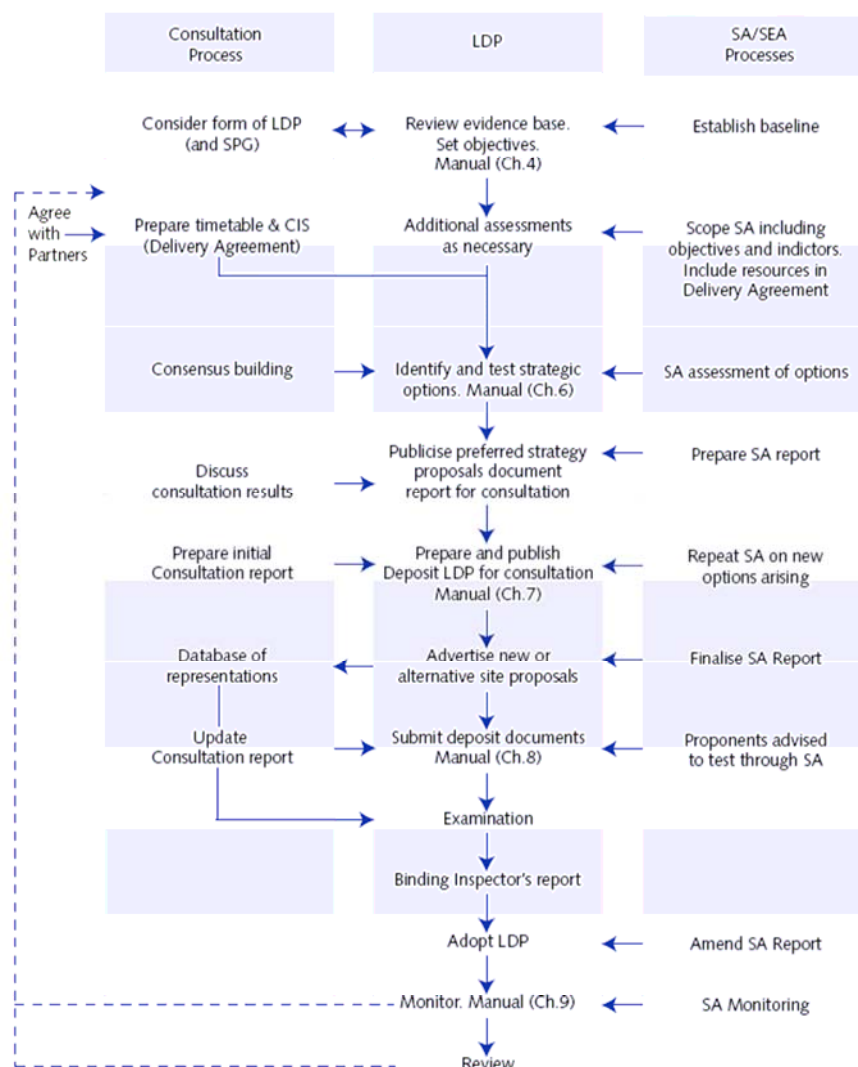 Consultation
Process
LDP
SA/SEA
Processes
Consider form of LDP
(and SPG)
Review evidence base.
Set objectives.
Manual (Ch.4)
Establish baseline
Agree
with
Partners
Prepare timetable & CIS
(Delivery Agreement)
Additional assessments
as necessary
Scope SA including
objectives and indictors.
Include resources in
Delivery Agreement
Consensus building
Identify and test strategic
options. Manual (Ch.6)
SA assessment of options
Discuss
consultation results
Publicise preferred strategy
proposals document
report for consultation
Prepare SA report
Prepare initial
Consultation report
Prepare and publish
Deposit LDP for consultation
Manual (Ch.7)
Repeat SA on new
options arising
Database of
representations
Advertise new or
alternative site proposals
Finalise SA Report
Update
Consultation report
Submit deposit documents
Manual (Ch.8)
Proponents advised
to test through SA
Examination
Binding Inspector's report
Adopt LDP
Amend SA Report
Monitor. Manual (Ch.9)
SA Monitoring
Review